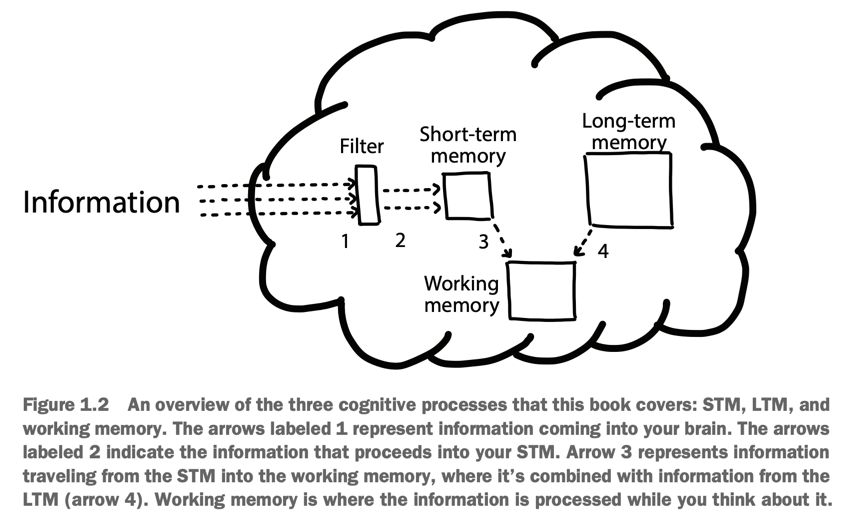 Filter
Short-term
memory
Long-term
memory
Information
1
2
3
4
Working
memory
Figure 1.2 An overview of the three cognitive processes that this book covers: STM, LTM, and
working memory. The arrows labeled 1 represent information coming into your brain. The arrows
labeled 2 indicate the information that proceeds into your STM. Arrow 3 represents information
traveling from the STM into the working memory, where it's combined with information from the
LTM (arrow 4). Working memory is where the information is processed while you think about it.